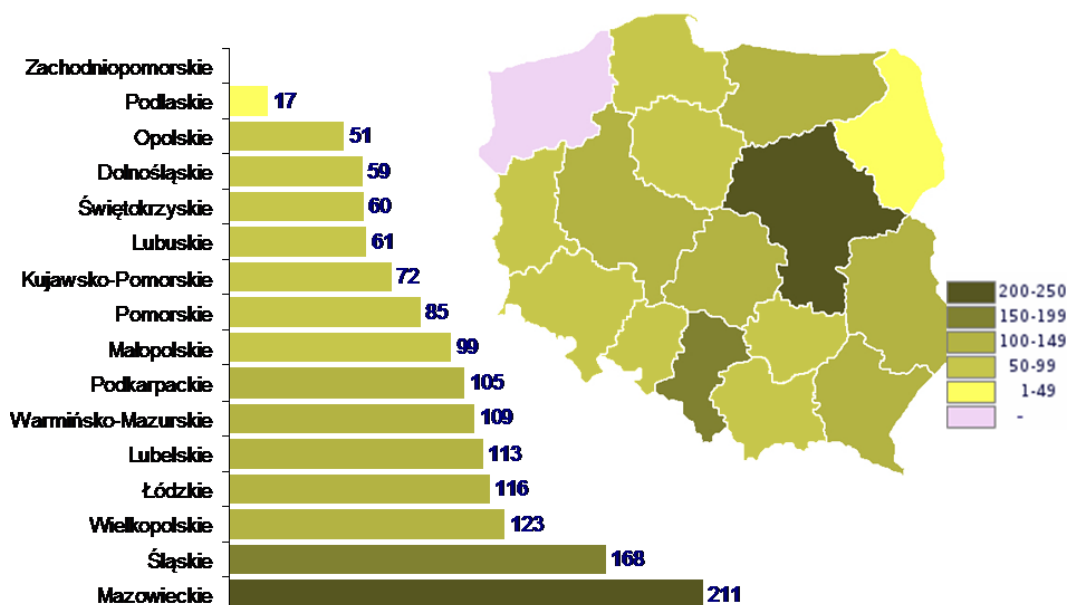 Zachodniopomorskie
Podlaskie 17
Opolskie 51
Dolnośląskie 59
Świętokrzyskie 60
Lubuskie 61
Kujawsko-Pomorskie 72
Pomorskie 85
Małopolskie 99
Podkarpackie 105
Warmińsko-Mazurskie 109
Lubelskie 113
Łódzkie 116
Wielkopolskie 123
Śląskie 168
Mazowieckie 211
200-250
150-199
100-149
50-99
1-49
-